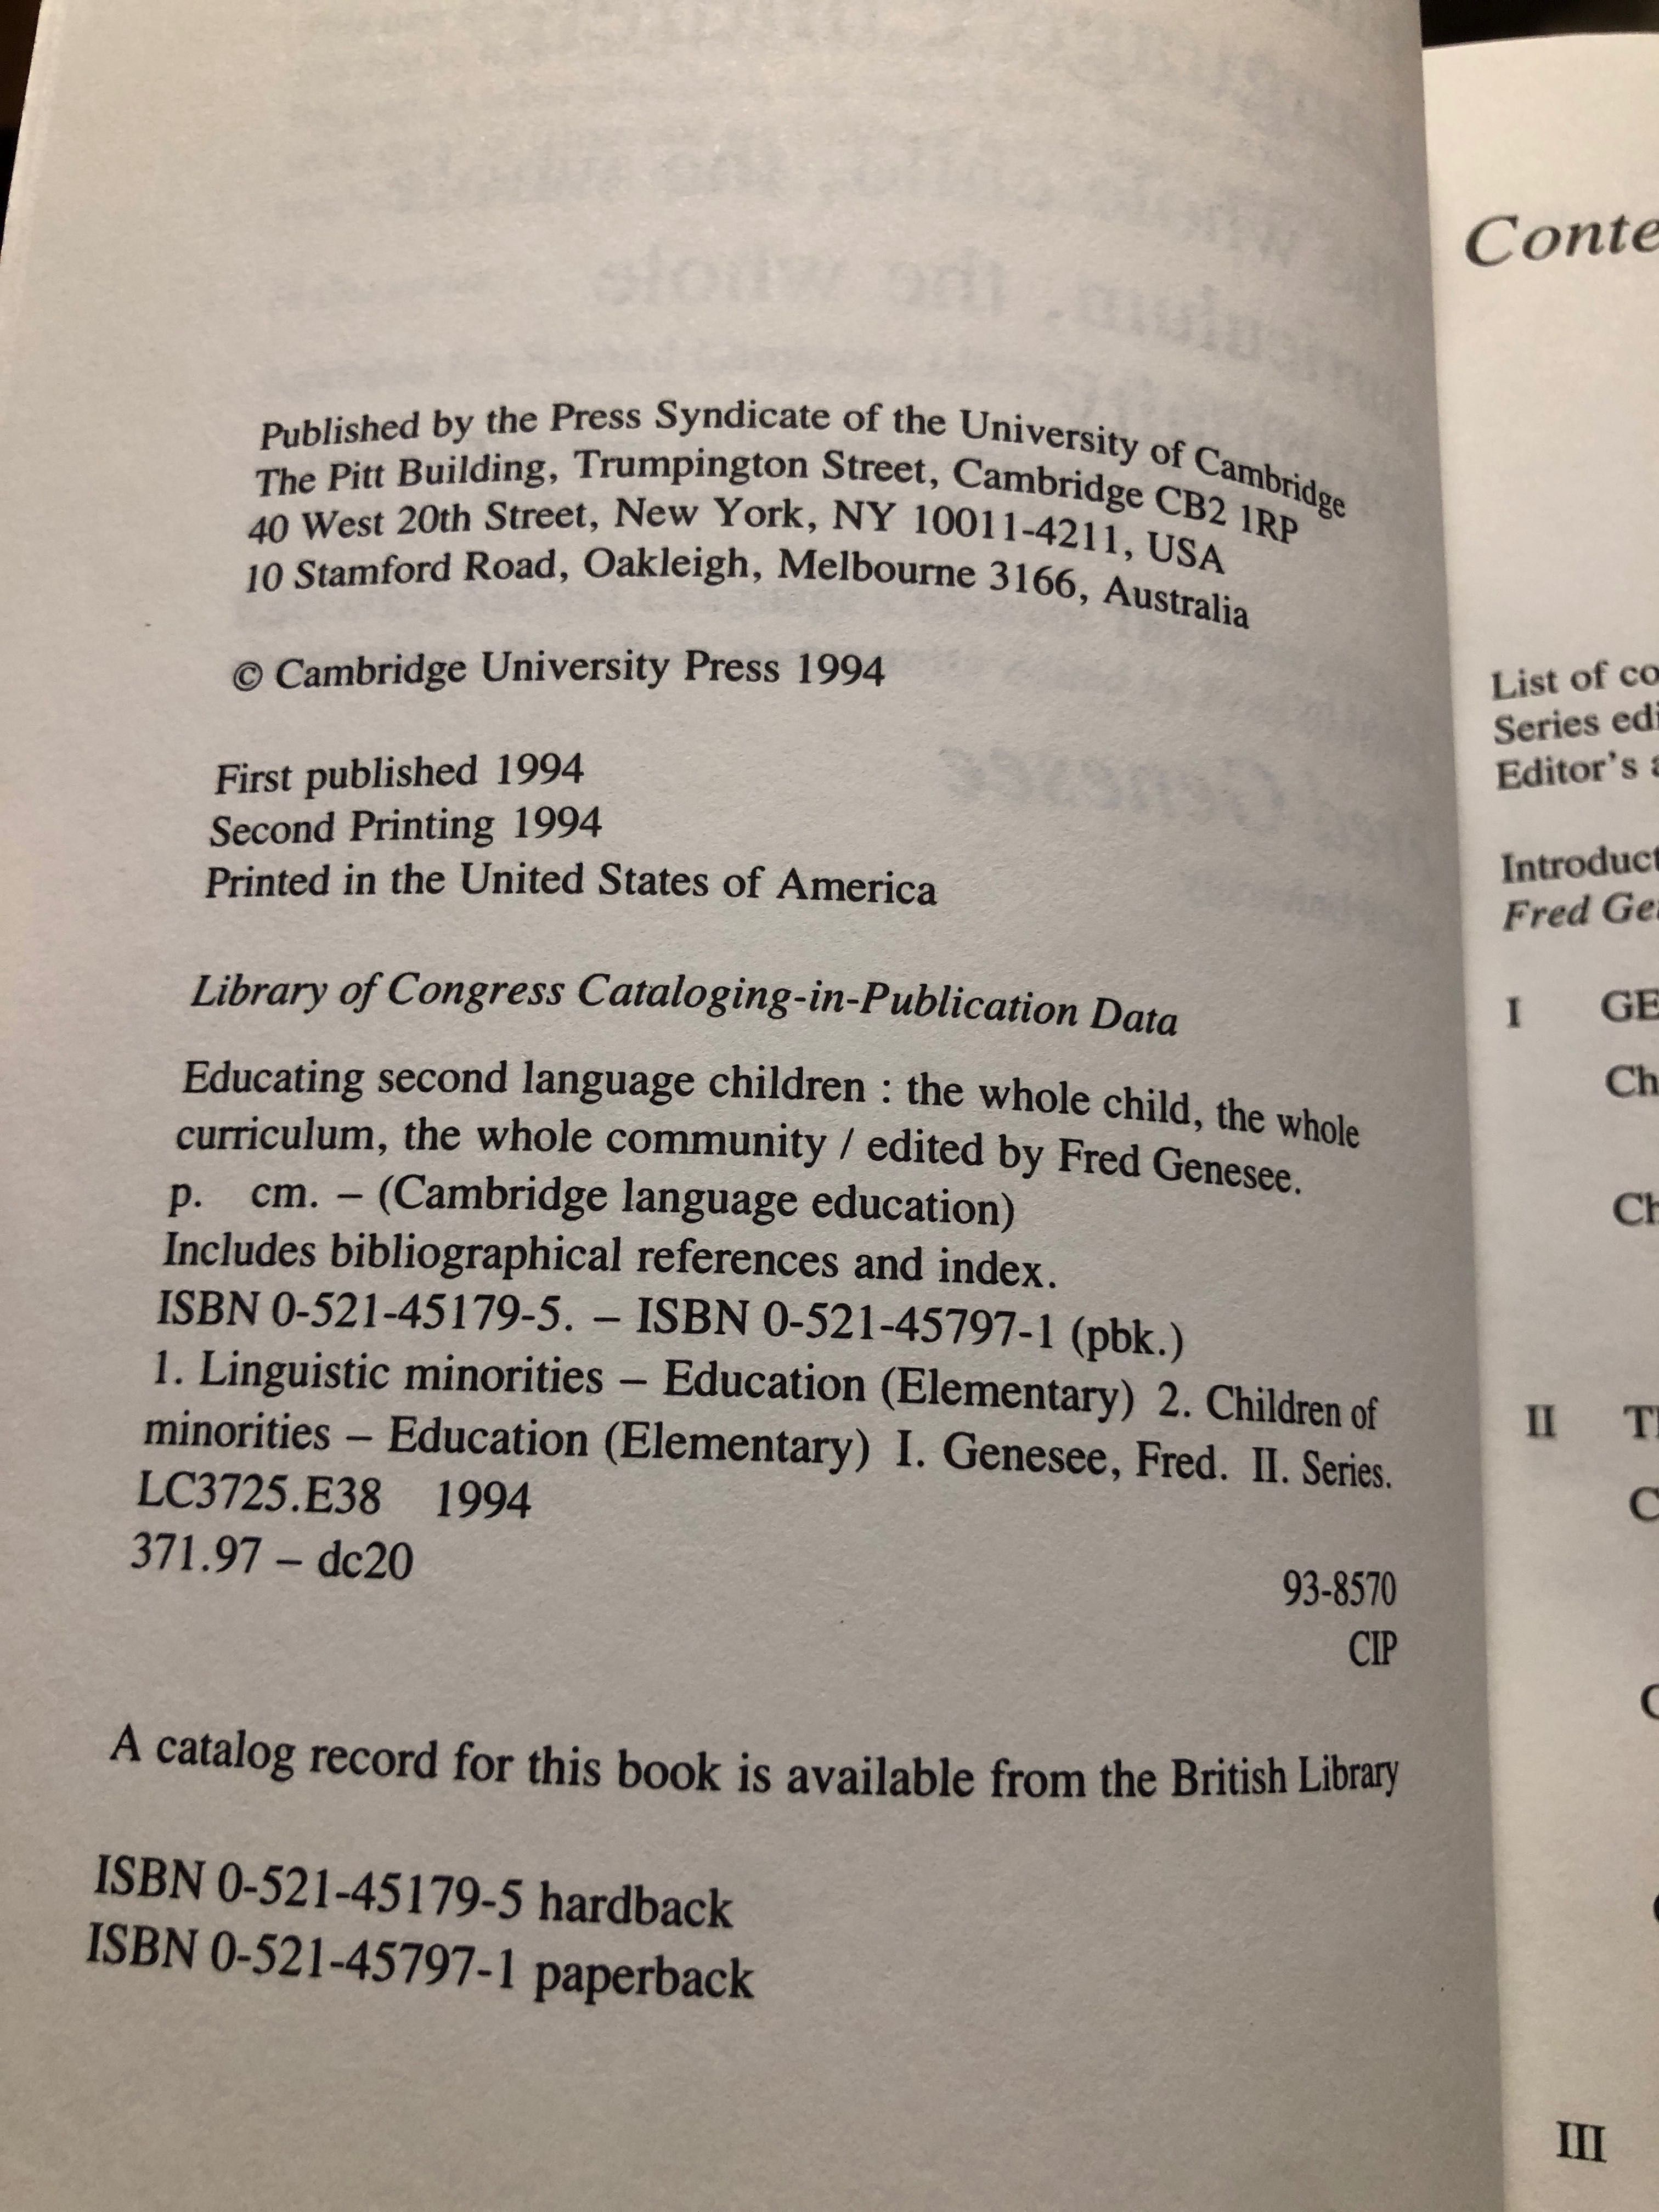 Published by the Press Syndicate of the University of Cambridge
The Pitt Building, Trumpington Street, Cambridge CB2 1RP
40 West 20th Street, New York, NY 10011-4211, USA
10 Stamford Road, Oakleigh, Melbourne 3166, Australia
© Cambridge University Press 1994
First published 1994
Second Printing 1994
Printed in the United States of America
Library of Congress Cataloging-in-Publication Data
Educating second language children : the whole child, the whole
curriculum, the whole community / edited by Fred Genesee.
p. cm. – (Cambridge language education)
Includes bibliographical references and index.
ISBN 0-521-45179-5. – ISBN 0-521-45797-1 (pbk.)
1. Linguistic minorities – Education (Elementary) 2. Children of
minorities – Education (Elementary) I. Genesee, Fred. II. Series.
LC3725.E38 1994
371.97 – dc20
93-8570
CIP
A catalog record for this book is available from the British Library
ISBN 0-521-45179-5 hardback
ISBN 0-521-45797-1 paperback
Conte
List of co
Series edi
Editor's a
Introduct
Fred Ge
I GE
Ch
Ch
II
C
III